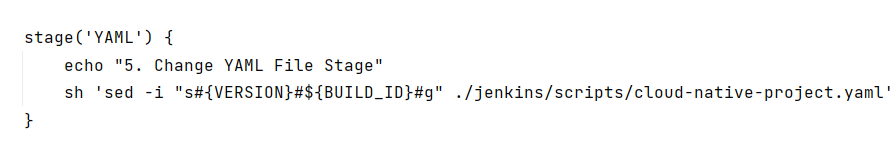 stage('YAML') {
    echo "5. Change YAML File Stage"
    sh 'sed -i "s#{VERSION}#${BUILD_ID}#g" ./jenkins/scripts/cloud-native-project.yaml'
}